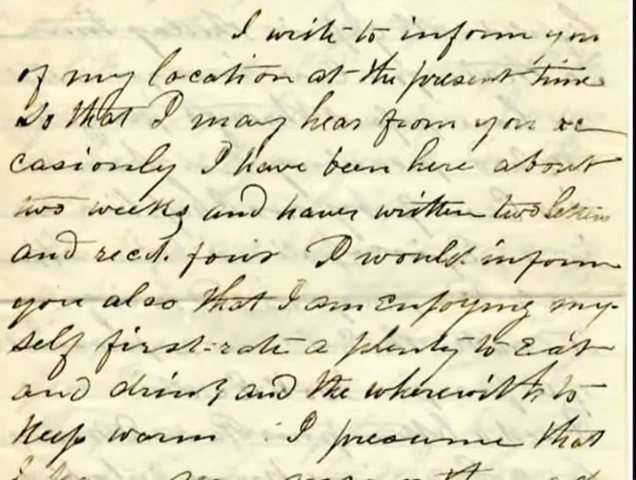 I wish to inform you
of my location at the present time
so that I may hear from you oc-
casionly I have been here about
two weeks and have written two letters
and recd. four I would inform
you also that I am enjoying my-
self first-rate a plenty to eat
and drink and the wherewith to
keep warm I presume that